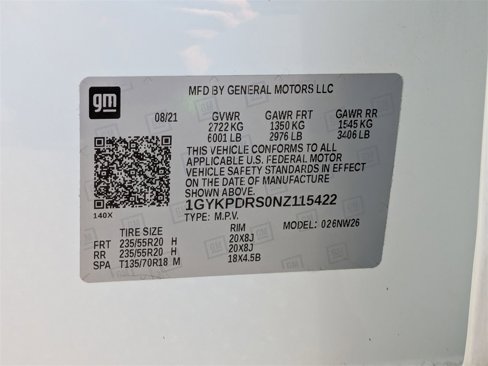 gm
MFD BY GENERAL MOTORS LLC
08/21 GVWR GAWR FRT GAWR RR
2722 KG 1350 KG 1545 KG
6001 LB 2976 LB 3406 LB
THIS VEHICLE CONFORMS TO ALL
APPLICABLE U.S. FEDERAL MOTOR
VEHICLE SAFETY STANDARDS IN EFFECT
ON THE DATE OF MANUFACTURE
SHOWN ABOVE.
140X 1GYKPDRS0NZ115422
TYPE: M.P.V. MODEL: 026NW26
TIRE SIZE RIM
FRT 235/55R20 H 20X8J
RR 235/55R20 H 20X8J
SPA T135/70R18 M 18X4.5B